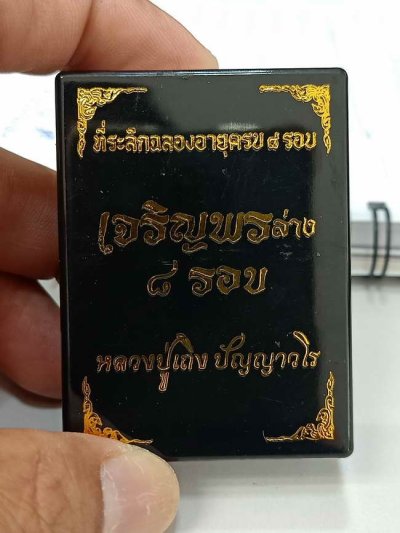 ที่ระลึกฉลองอายุครบ ๘ รอบ
เจริญพรล่าง
๘ รอบ
หลวงปู่เถิง ปัญญาวโร